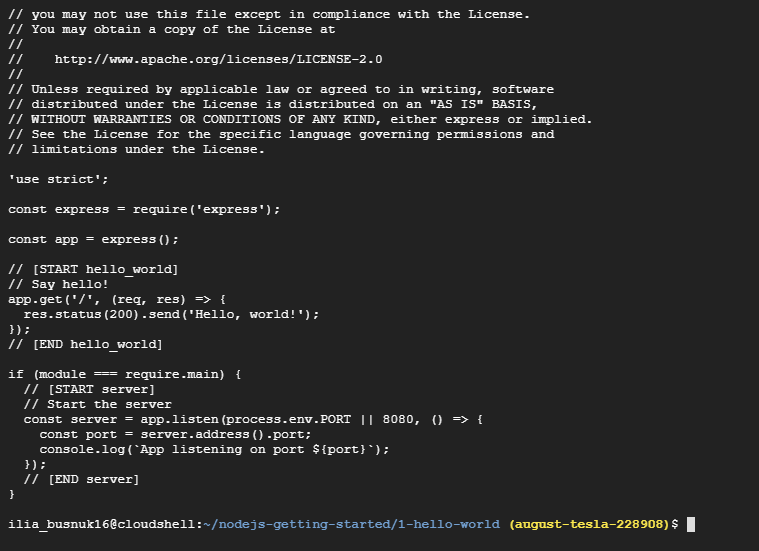 // you may not use this file except in compliance with the License.
// You may obtain a copy of the License at
//
//    http://www.apache.org/licenses/LICENSE-2.0
//
// Unless required by applicable law or agreed to in writing, software
// distributed under the License is distributed on an "AS IS" BASIS,
// WITHOUT WARRANTIES OR CONDITIONS OF ANY KIND, either express or implied.
// See the License for the specific language governing permissions and
// limitations under the License.

'use strict';

const express = require('express');

const app = express();

// [START hello_world]
// Say hello!
app.get('/', (req, res) => {
  res.status(200).send('Hello, world!');
});
// [END hello_world]

if (module === require.main) {
  // [START server]
  // Start the server
  const server = app.listen(process.env.PORT || 8080, () => {
    const port = server.address().port;
    console.log(`App listening on port ${port}`);
  });
  // [END server]
}

ilia_busnuk16@cloudshell:~/nodejs-getting-started/1-hello-world (august-tesla-228908)$